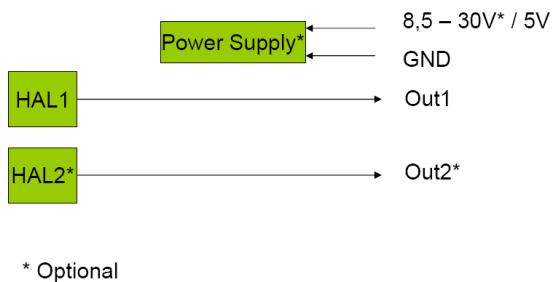 8,5 – 30V* / 5V
Power Supply*
GND
HAL1
Out1
HAL2*
Out2*
* Optional